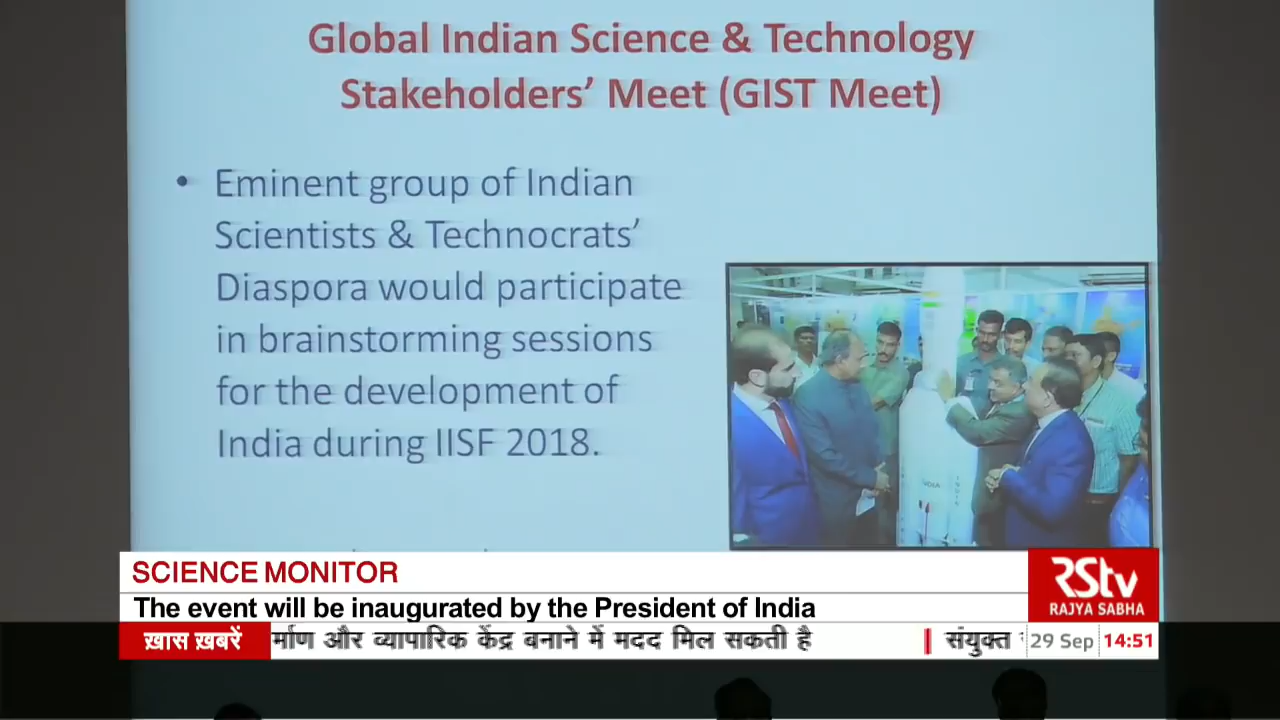 Global Indian Science & Technology
Stakeholders’ Meet (GIST Meet)
• Eminent group of Indian
Scientists & Technocrats’
Diaspora would participate
in brainstorming sessions
for the development of
India during IISF 2018.
INDIA
SCIENCE MONITOR
The event will be inaugurated by the President of India
RSTV
RAJYA SABHA
ख़ास ख़बरें
र्माण और व्यापारिक केंद्र बनाने में मदद मिल सकती है
संयुक्त
29 Sep
14:51